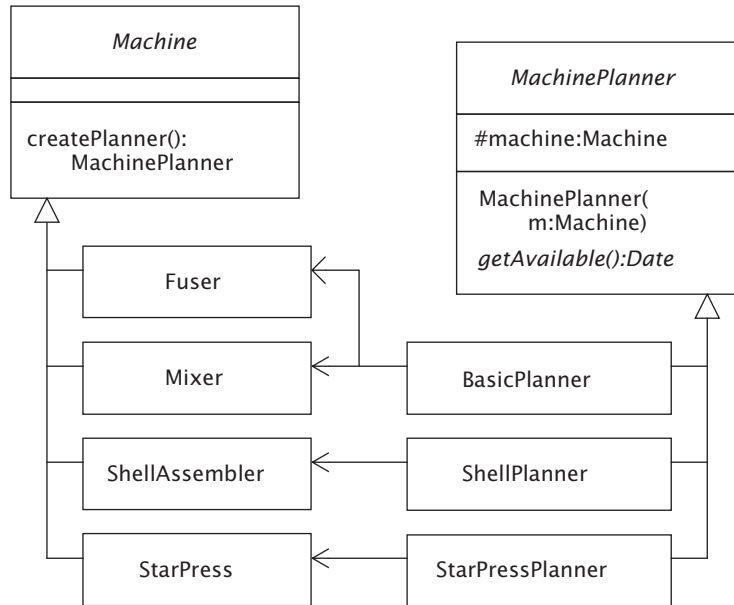 Machine
createPlanner():
MachinePlanner
MachinePlanner
#machine:Machine
MachinePlanner(
m:Machine)
getAvailable():Date
Fuser
Mixer
BasicPlanner
ShellAssembler
ShellPlanner
StarPress
StarPressPlanner